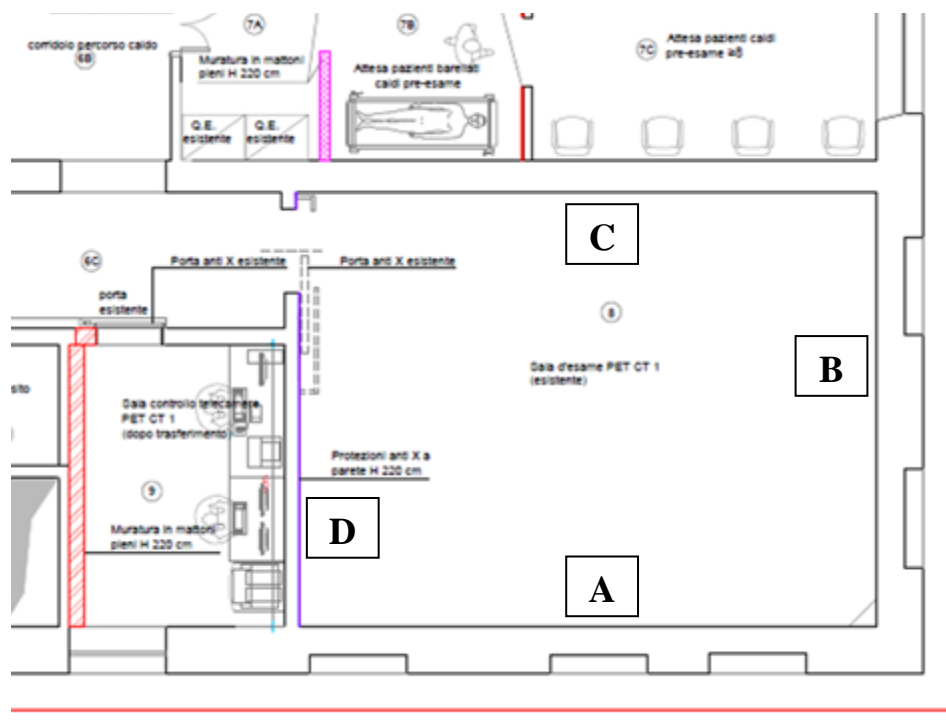 7A
7B
corridoio percorso caldo
6B
Muratura in mattoni
pieni H 220 cm
Attesa pazienti barellati
caldi pre-esame
7C
Attesa pazienti caldi
pre-esame
Q.E.
esistente
Q.E.
esistente
C
6C
Porta anti X esistente
Porta anti X esistente
porta
esistente
8
B
Sala d'esame PET CT 1
(esistente)
sito
Sala controllo telecamere
PET CT 1
(dopo trasferimento)
Protezioni anti X a
parete H 220 cm
9
D
Muratura in mattoni
pieni H 220 cm
A